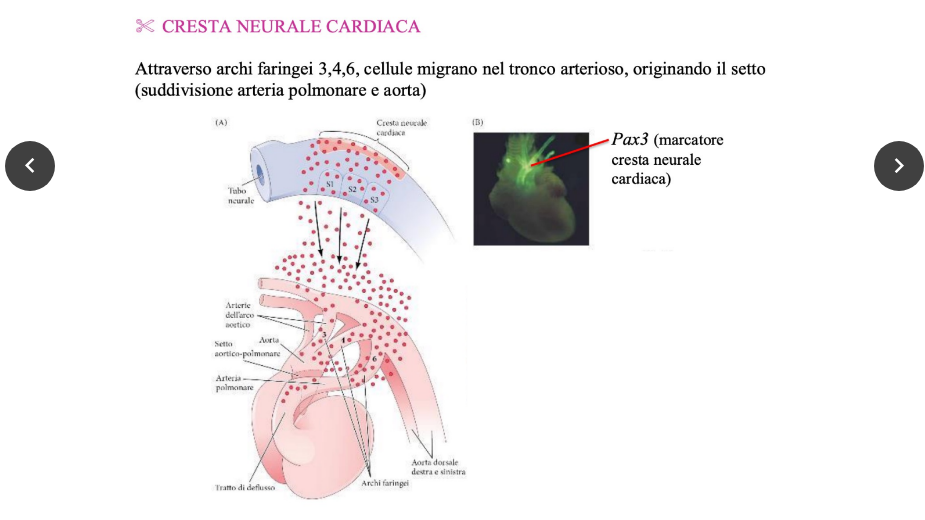 CRESTA NEURALE CARDIACA
Attraverso archi faringei 3,4,6, cellule migrano nel tronco arterioso, originando il setto
(suddivisione arteria polmonare e aorta)
(A)
Cresta neurale
cardiaca
S1
S2
S3
Tubo
neurale
Arterie
dell'arco
aortico
Aorta
Setto
aortico-polmonare
Arteria
polmonare
3
4
6
Aorta dorsale
destra e sinistra
Archi faringei
Tratto di deflusso
(B)
Pax3 (marcatore
cresta neurale
cardiaca)